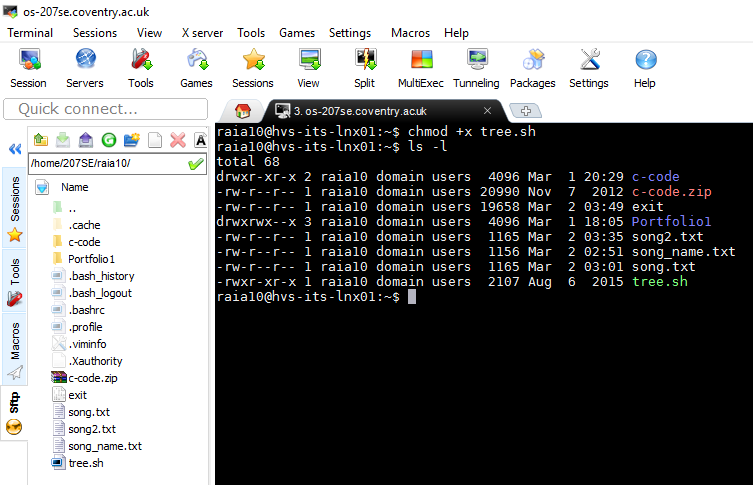 os-207se.coventry.ac.uk
Terminal Sessions View X server Tools Games Settings Macros Help
Session Servers Tools Games Sessions View Split MultiExec Tunneling Packages Settings Help
Quick connect...
3. os-207se.coventry.ac.uk
/home/207SE/raia10/
Name
..
.cache
c-code
Portfolio1
.bash_history
.bash_logout
.bashrc
.profile
.viminfo
.Xauthority
c-code.zip
exit
song.txt
song2.txt
song_name.txt
tree.sh
Sessions
Tools
Macros
Sftp
A
raia10@hvs-its-lnx01:~$ chmod +x tree.sh
raia10@hvs-its-lnx01:~$ ls -l
total 68
drwxr-xr-x 2 raia10 domain users 4096 Mar 1 20:29 c-code
-rw-r--r-- 1 raia10 domain users 20990 Nov 7 2012 c-code.zip
-rw-r--r-- 1 raia10 domain users 19658 Mar 2 03:49 exit
drwxrwx--x 3 raia10 domain users 4096 Mar 1 18:05 Portfolio1
-rw-r--r-- 1 raia10 domain users 1165 Mar 2 03:35 song2.txt
-rw-r--r-- 1 raia10 domain users 1156 Mar 2 02:51 song_name.txt
-rw-r--r-- 1 raia10 domain users 1165 Mar 2 03:01 song.txt
-rwxr-xr-x 1 raia10 domain users 2107 Aug 6 2015 tree.sh
raia10@hvs-its-lnx01:~$